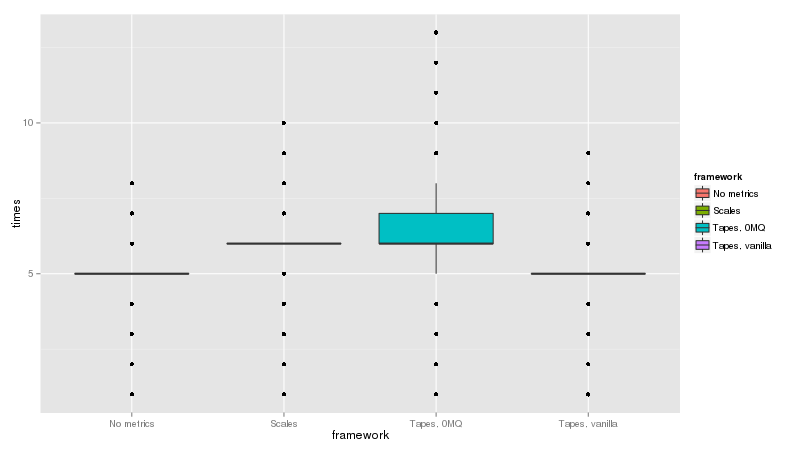 times
10
5
No metrics
Scales
Tapes, 0MQ
Tapes, vanilla
framework
framework
No metrics
Scales
Tapes, 0MQ
Tapes, vanilla